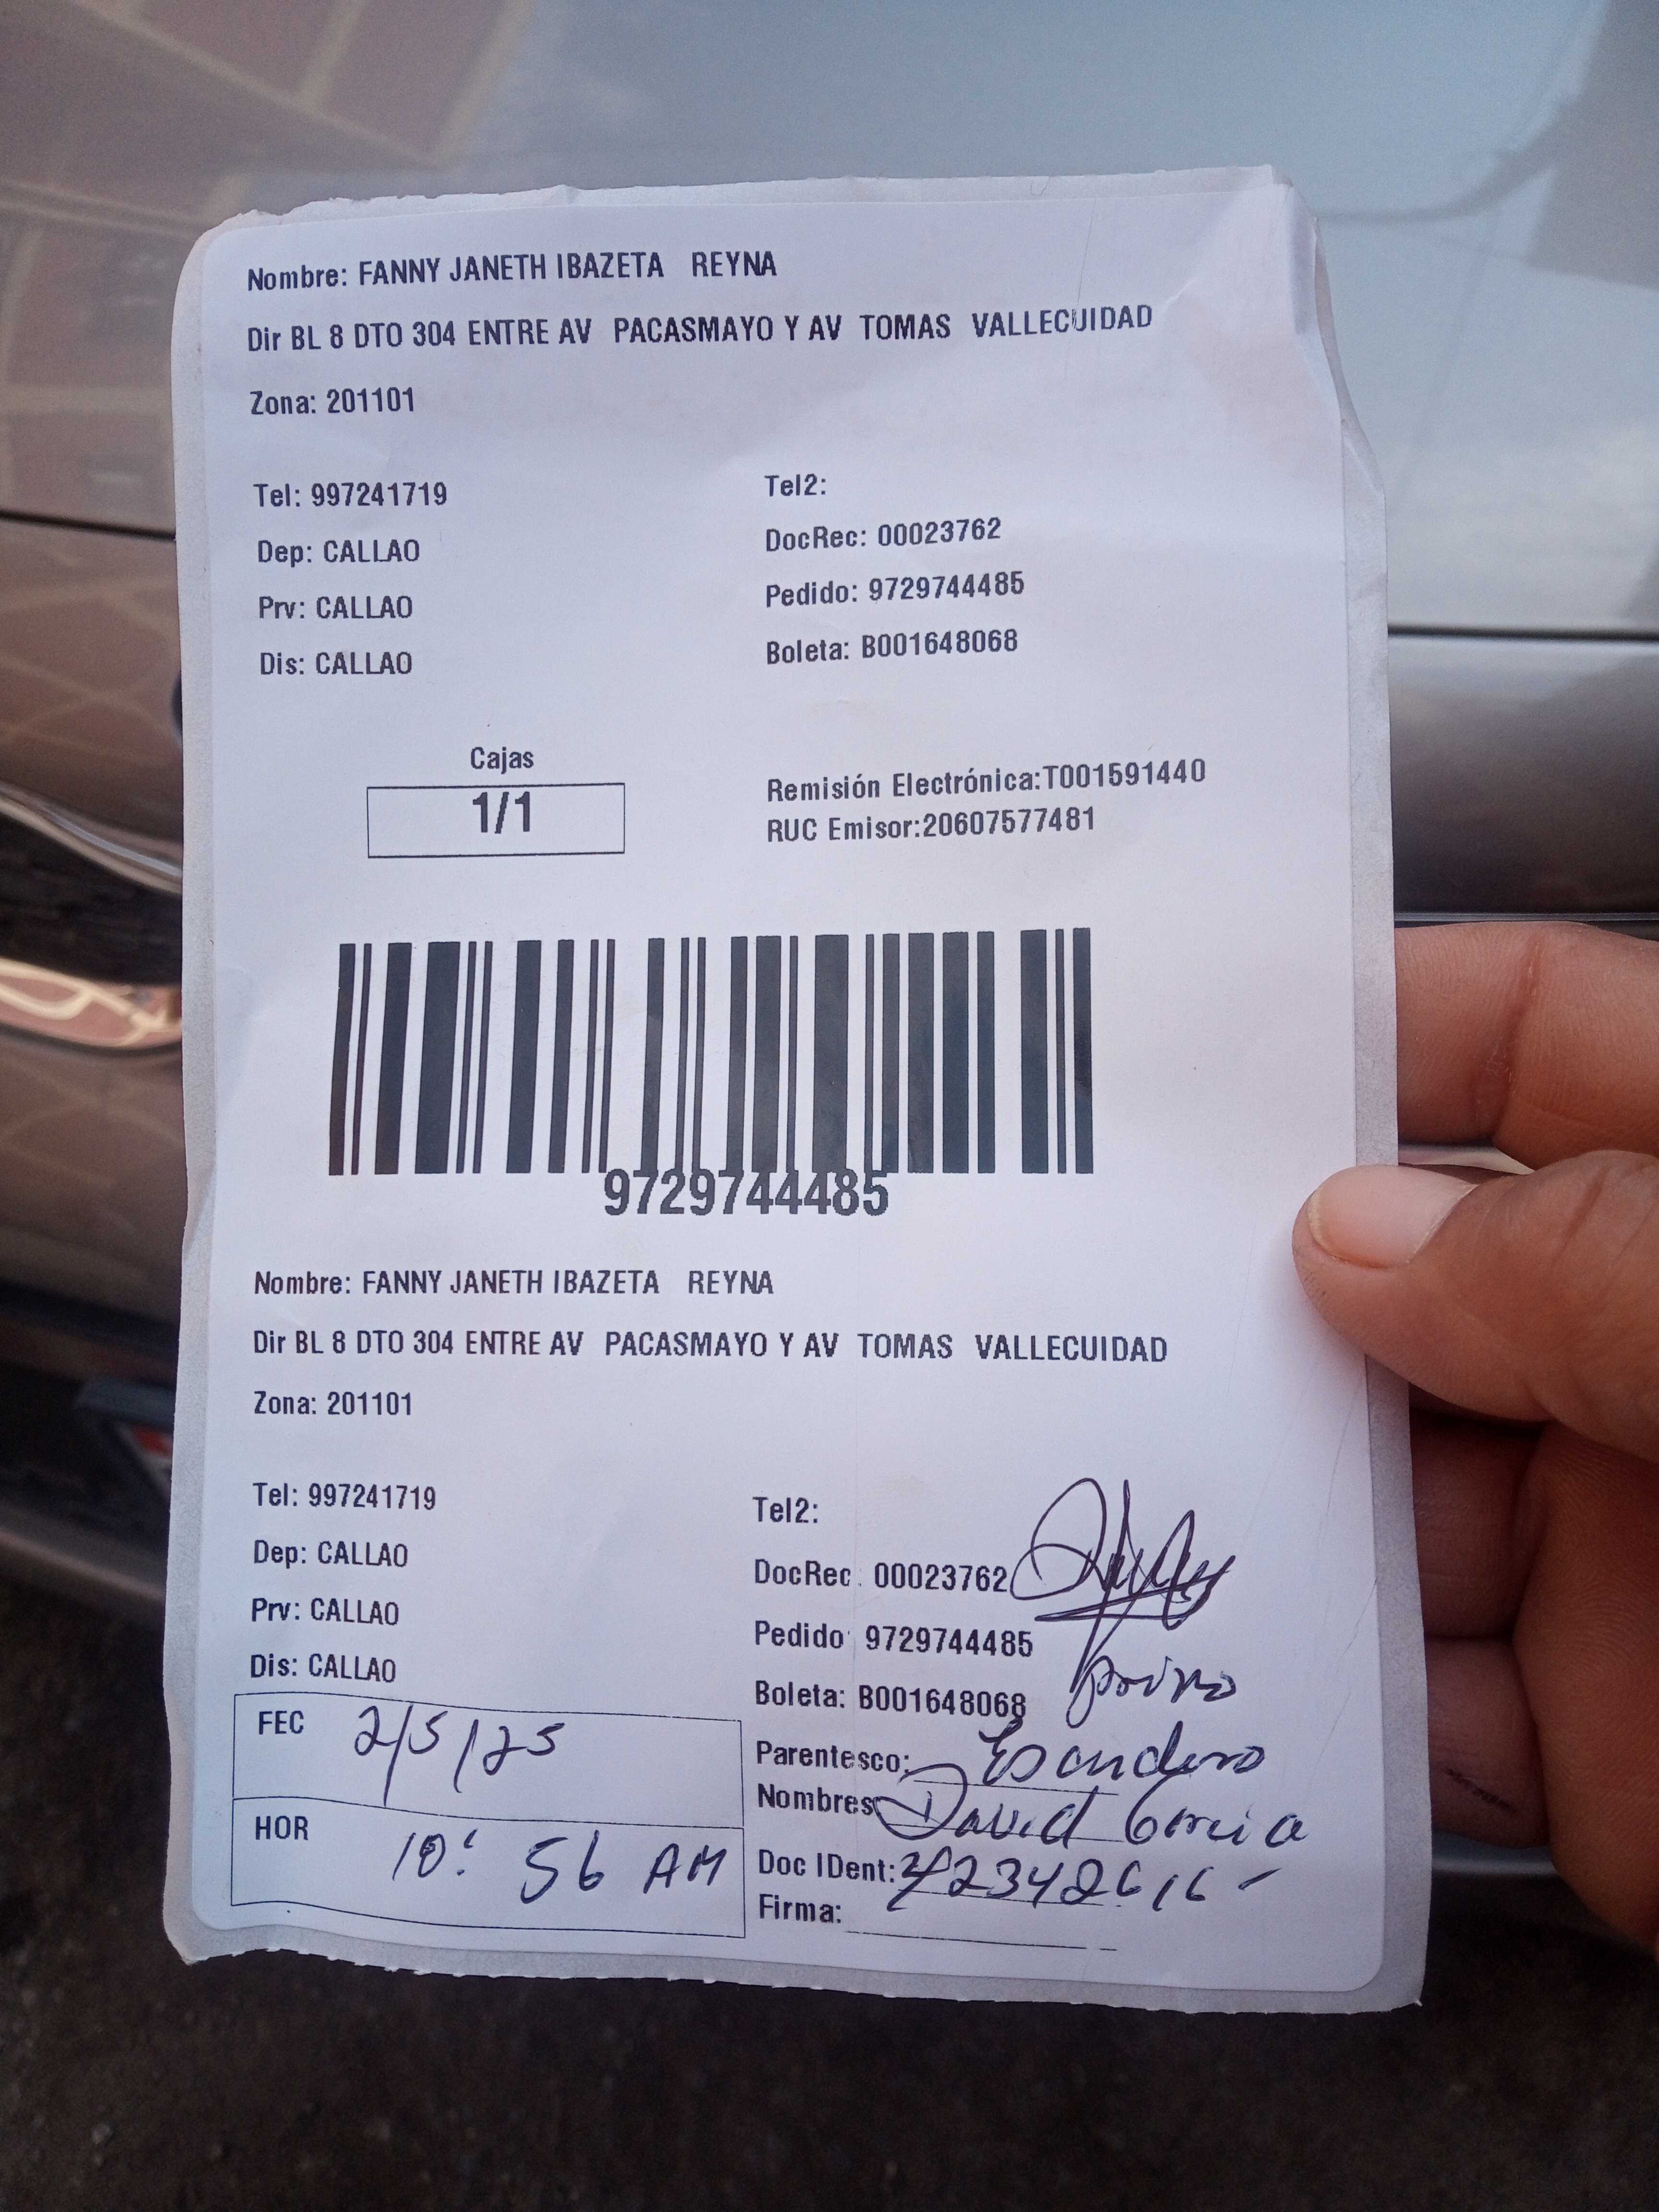 Nombre: FANNY JANETH IBAZETA REYNA
Dir BL 8 DTO 304 ENTRE AV PACASMAYO Y AV TOMAS VALLECUIDAD
Zona: 201101
Tel: 997241719
Tel2:
Dep: CALLAO
DocRec: 00023762
Prv: CALLAO
Pedido: 9729744485
Dis: CALLAO
Boleta: B001648068
Cajas
1/1
Remisión Electrónica:T001591440
RUC Emisor:20607577481
9729744485
Nombre: FANNY JANETH IBAZETA REYNA
Dir BL 8 DTO 304 ENTRE AV PACASMAYO Y AV TOMAS VALLECUIDAD
Zona: 201101
Tel: 997241719
Tel2:
Dep: CALLAO
DocRec: 00023762
Prv: CALLAO
Pedido: 9729744485
primo
Dis: CALLAO
Boleta: B001648068
FEC 2/5/25
Parentesco: Escudero
Nombres David Garcia
HOR 10: 56 AM
Doc IDent:
Firma: